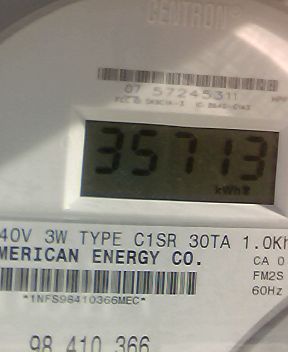 CENTRON®
07 57245311
35713
kWh
40V 3W TYPE C1SR 30TA 1.0Kh
MERICAN ENERGY CO.
CA 0
FM2S
60Hz
*1NFS98410366MEC*
98 410 366